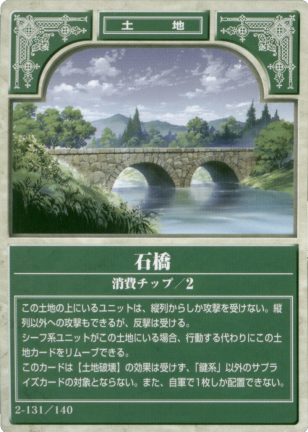 土地
石橋
消費チップ/2
この土地の上にいるユニットは、縦列からしか攻撃を受けない。縦
列以外への攻撃もできるが、反撃は受ける。
シーフ系ユニットがこの土地にいる場合、行動する代わりにこの土
地カードをリムーブできる。
このカードは【土地破壊】の効果は受けず、「鍵系」以外のサプラ
イズカードの対象とならない。また、自軍で1枚しか配置できない。
2-131/140